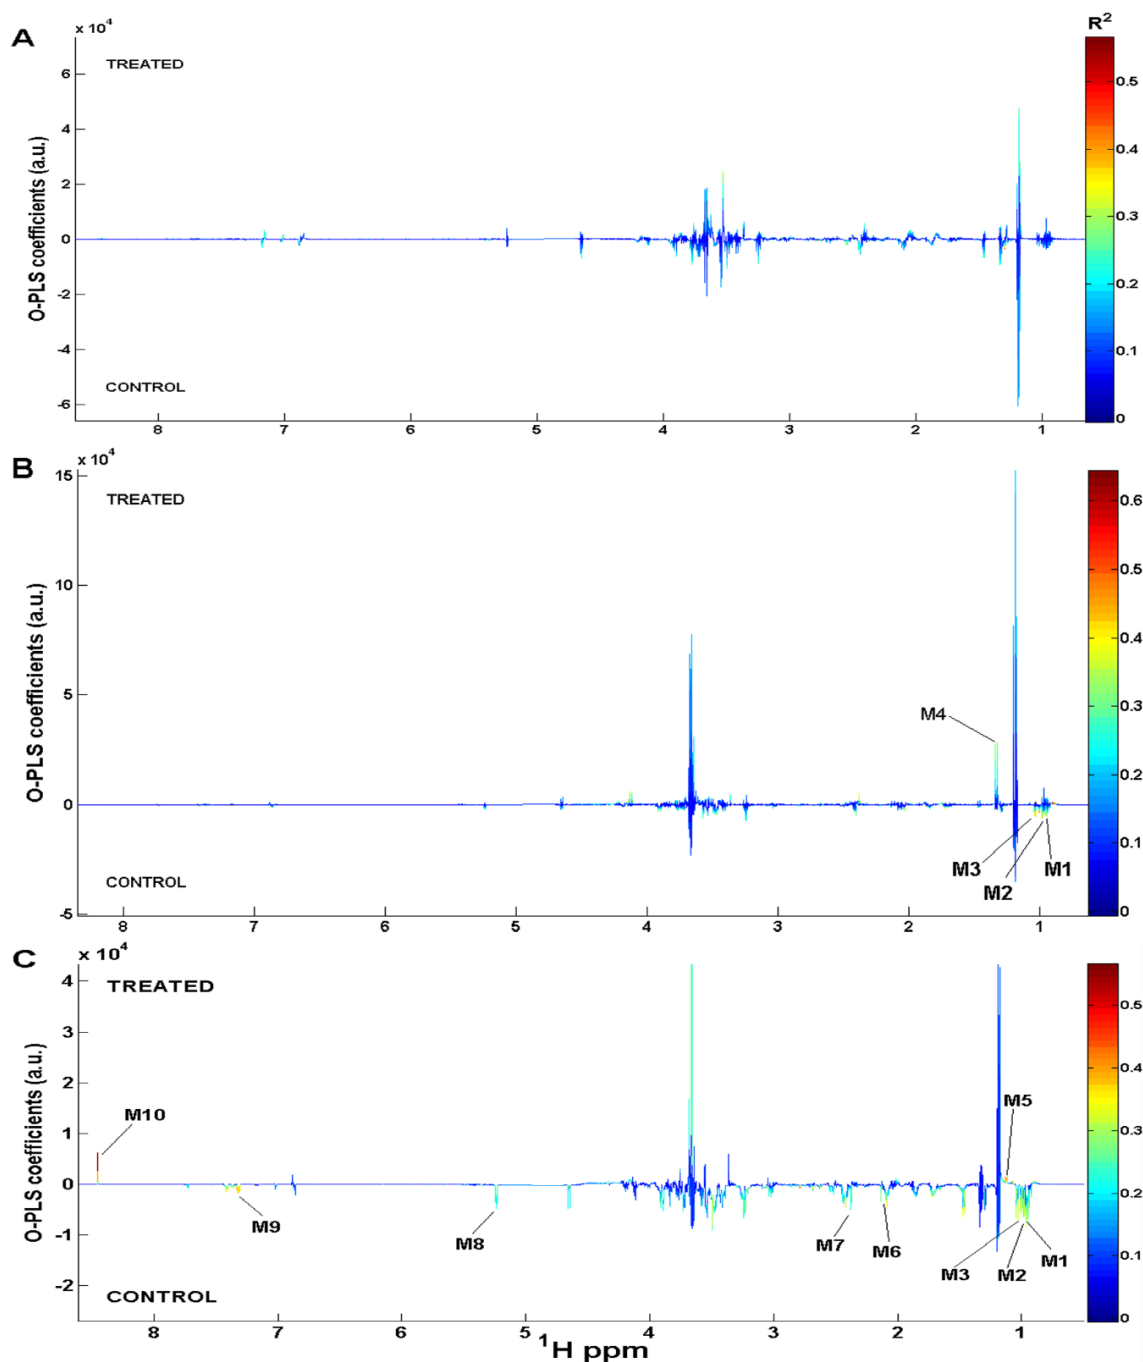 A
x 10⁴
R²
TREATED
6
4
2
0
-2
-4
-6
O-PLS coefficients (a.u.)
CONTROL
0.5
0.4
0.3
0.2
0.1
0
8 7 6 5 4 3 2 1
B
x 10⁴
TREATED
15
10
5
0
-5
O-PLS coefficients (a.u.)
M4
M3
M2
M1
CONTROL
0.6
0.5
0.4
0.3
0.2
0.1
0
8 7 6 5 4 3 2 1
C
x 10⁴
TREATED
4
3
2
1
0
-1
-2
O-PLS coefficients (a.u.)
M10
M5
M9
M8
M7
M6
M3
M2
M1
CONTROL
0.5
0.4
0.3
0.2
0.1
0
8 7 6 5 4 3 2 1
¹H ppm